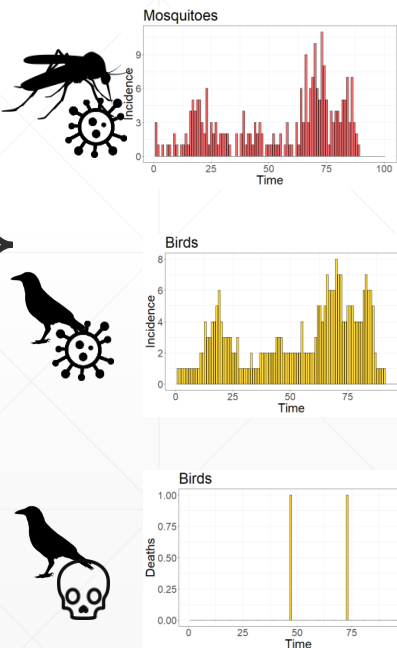 Mosquitoes
Incidence
9
6
3
0
0 25 50 75 100
Time
Birds
Incidence
8
6
4
2
0
0 25 50 75
Time
Birds
Deaths
1.00
0.75
0.50
0.25
0.00
0 25 50 75
Time